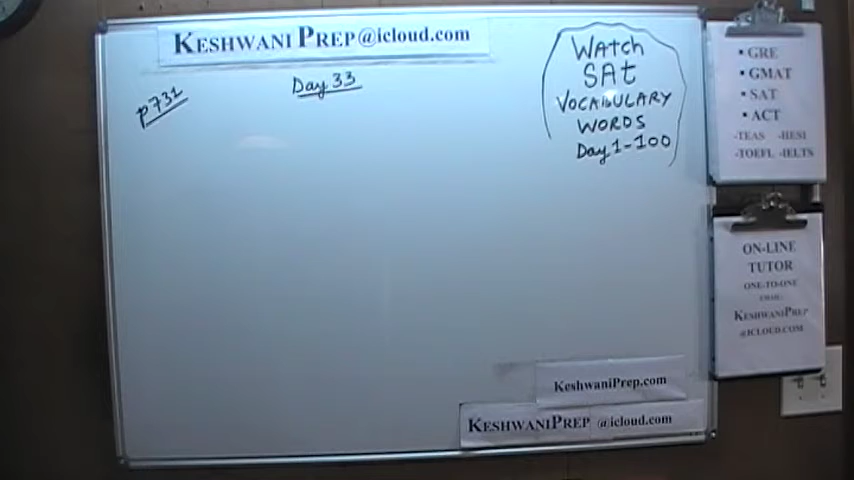 KESHWANI PREP@icloud.com
Day 33
p731
WAtch
SAt
VOCABULARY
WORDS
Day 1-100
• GRE
• GMAT
• SAT
• ACT
-TEAS -HESI
-TOEFL -IELTS
ON-LINE
TUTOR
ONE-TO-ONE
EMAIL:
KESHWANIPREP
@ICLOUD.COM
KeshwaniPrep.com
KESHWANIPREP @icloud.com